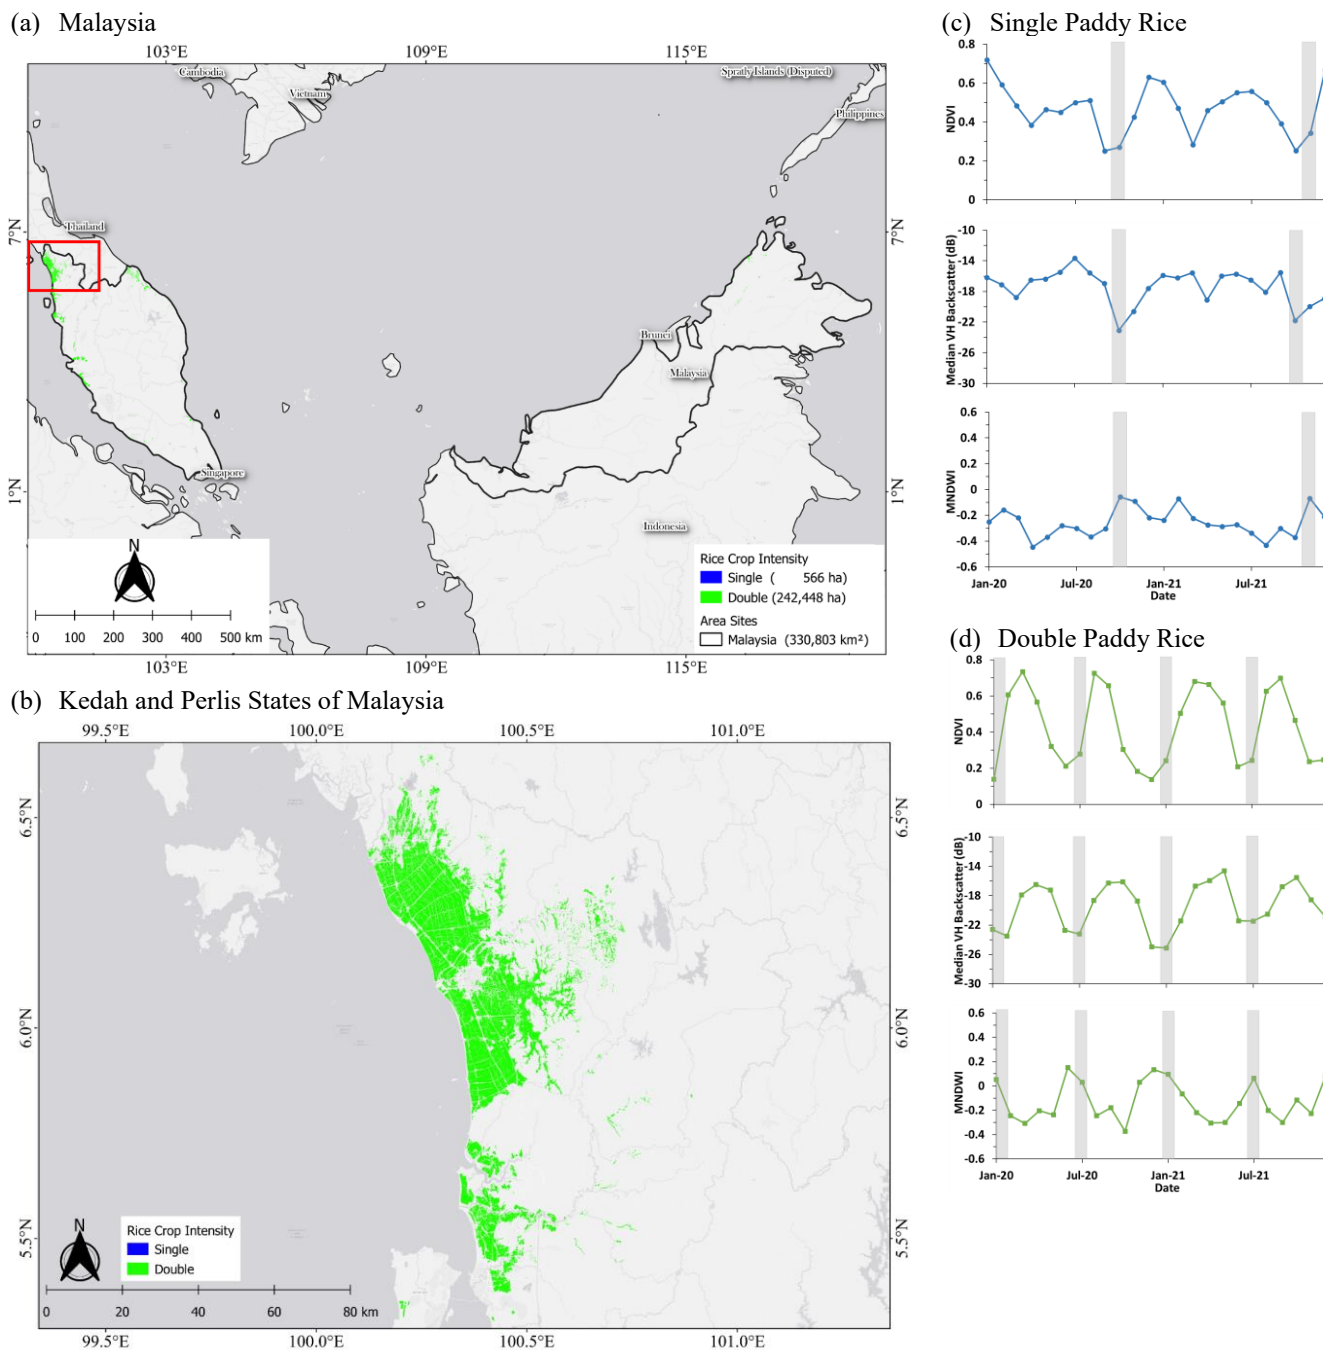 (a) Malaysia
103°E 109°E 115°E
Cambodia
Vietnam
Spratly Islands (Disputed)
Philippines
7°N 7°N
Thailand
Brunei
Malaysia
Singapore
1°N 1°N
Indonesia
N
0 100 200 300 400 500 km
Rice Crop Intensity
Single ( 566 ha)
Double (242,448 ha)
Area Sites
Malaysia (330,803 km²)
103°E 109°E 115°E
(b) Kedah and Perlis States of Malaysia
99.5°E 100.0°E 100.5°E 101.0°E
6.5°N 6.5°N
6.0°N 6.0°N
5.5°N 5.5°N
N
Rice Crop Intensity
Single
Double
0 20 40 60 80 km
99.5°E 100.0°E 100.5°E 101.0°E
(c) Single Paddy Rice
NDVI
0.8
0.6
0.4
0.2
0
Median VH Backscatter (dB)
-10
-14
-18
-22
-26
-30
MNDWI
0.6
0.4
0.2
0
-0.2
-0.4
-0.6
Jan-20 Jul-20 Jan-21 Jul-21
Date
(d) Double Paddy Rice
NDVI
0.8
0.6
0.4
0.2
0
Median VH Backscatter (dB)
-10
-14
-18
-22
-26
-30
MNDWI
0.6
0.4
0.2
0
-0.2
-0.4
-0.6
Jan-20 Jul-20 Jan-21 Jul-21
Date